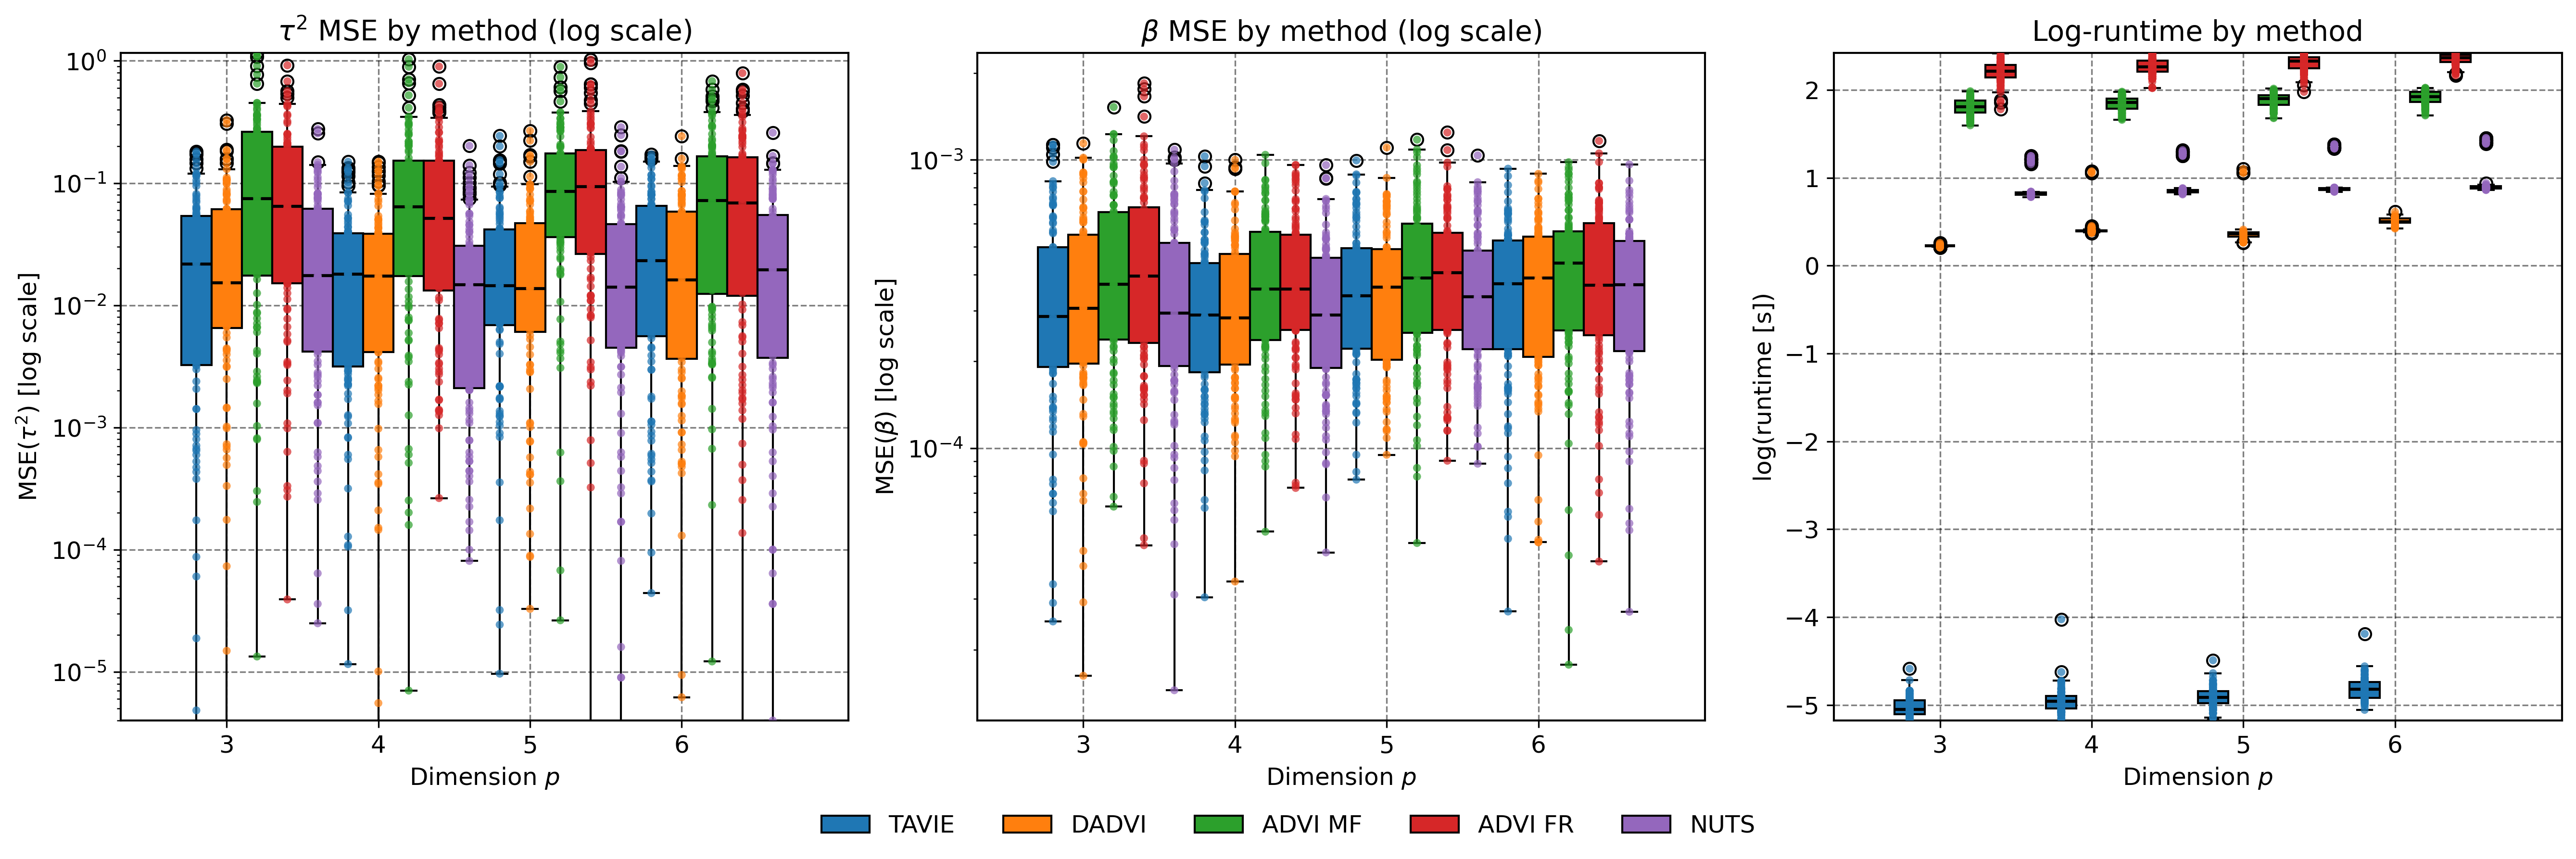 τ² MSE by method (log scale)
MSE(τ²) [log scale]
10⁰
10⁻¹
10⁻²
10⁻³
10⁻⁴
10⁻⁵
3 4 5 6
Dimension p
β MSE by method (log scale)
MSE(β) [log scale]
10⁻³
10⁻⁴
3 4 5 6
Dimension p
Log-runtime by method
log(runtime [s])
2
1
0
−1
−2
−3
−4
−5
3 4 5 6
Dimension p
TAVIE DADVI ADVI MF ADVI FR NUTS